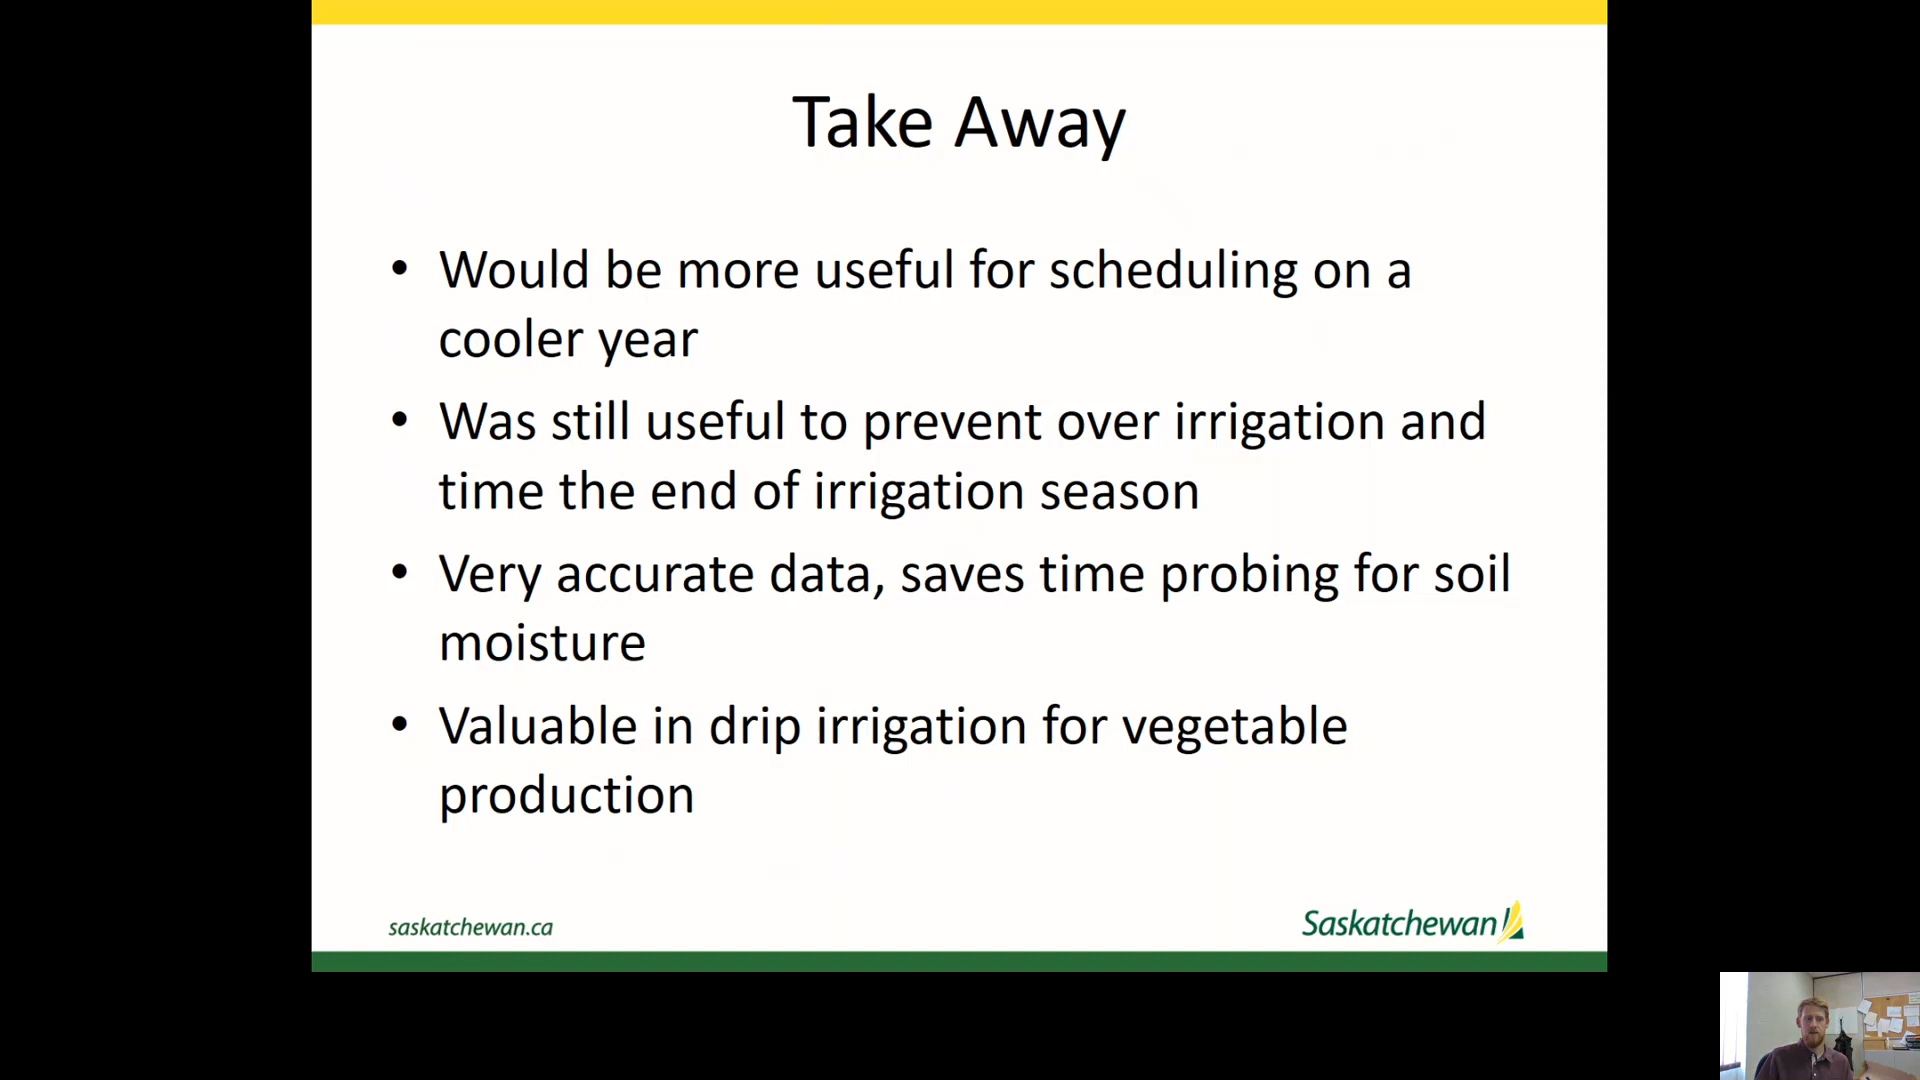 Take Away
• Would be more useful for scheduling on a
cooler year
• Was still useful to prevent over irrigation and
time the end of irrigation season
• Very accurate data, saves time probing for soil
moisture
• Valuable in drip irrigation for vegetable
production
saskatchewan.ca
Saskatchewan